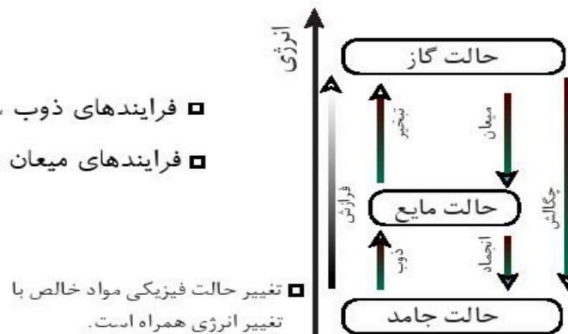 انرژی
حالت گاز
فرایندهای ذوب
فرایندهای میعان
تبخیر
میعان
فرازش
چگالش
حالت مایع
ذوب
انجماد
تغییر حالت فیزیکی مواد خالص با
تغییر انرژی همراه است.
حالت جامد